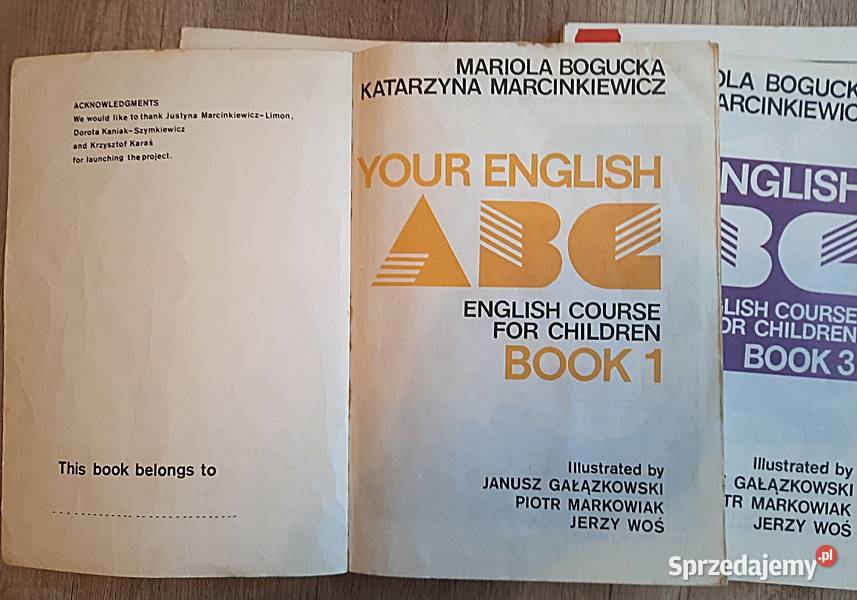 ACKNOWLEDGMENTS
We would like to thank Justyna Marcinkiewicz-Limon,
Dorota Kaniak-Szymkiewicz
and Krzysztof Karaś
for launching the project.
This book belongs to
MARIOLA BOGUCKA
KATARZYNA MARCINKIEWICZ
YOUR ENGLISH
ABC
ENGLISH COURSE
FOR CHILDREN
BOOK 1
Illustrated by
JANUSZ GAŁĄZKOWSKI
PIOTR MARKOWIAK
JERZY WOŚ
OLA BOGUCK
ARCINKIEWIC
NGLISH
BC
LISH COURSE
OR CHILDREN
BOOK 3
Illustrated by
GAŁĄZKOWSKI
TR MARKOWIAK
JERZY WOŚ
Sprzedajemy.pl